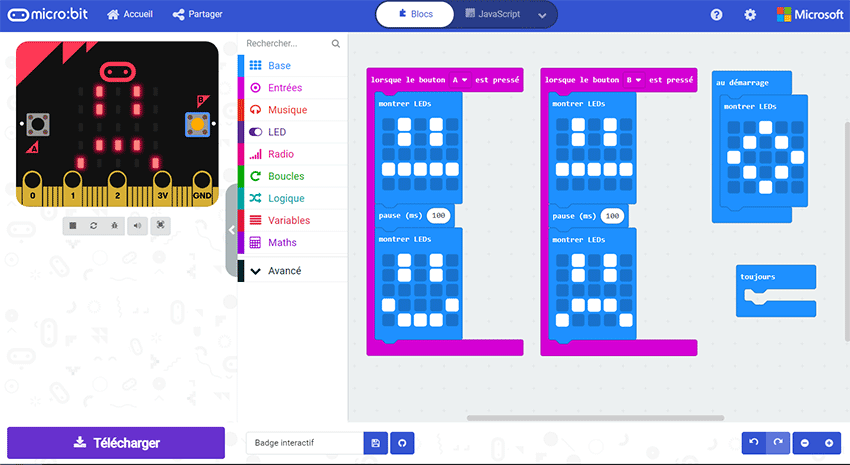 micro:bit
Accueil
Partager
Blocs
JavaScript
Microsoft
A
B
0 1 2 3V GND
Rechercher...
Base
Entrées
Musique
LED
Radio
Boucles
Logique
Variables
Maths
Avancé
lorsque le bouton A est pressé
montrer LEDs
pause (ms) 100
montrer LEDs
lorsque le bouton B est pressé
montrer LEDs
pause (ms) 100
montrer LEDs
au démarrage
montrer LEDs
toujours
Télécharger
Badge interactif